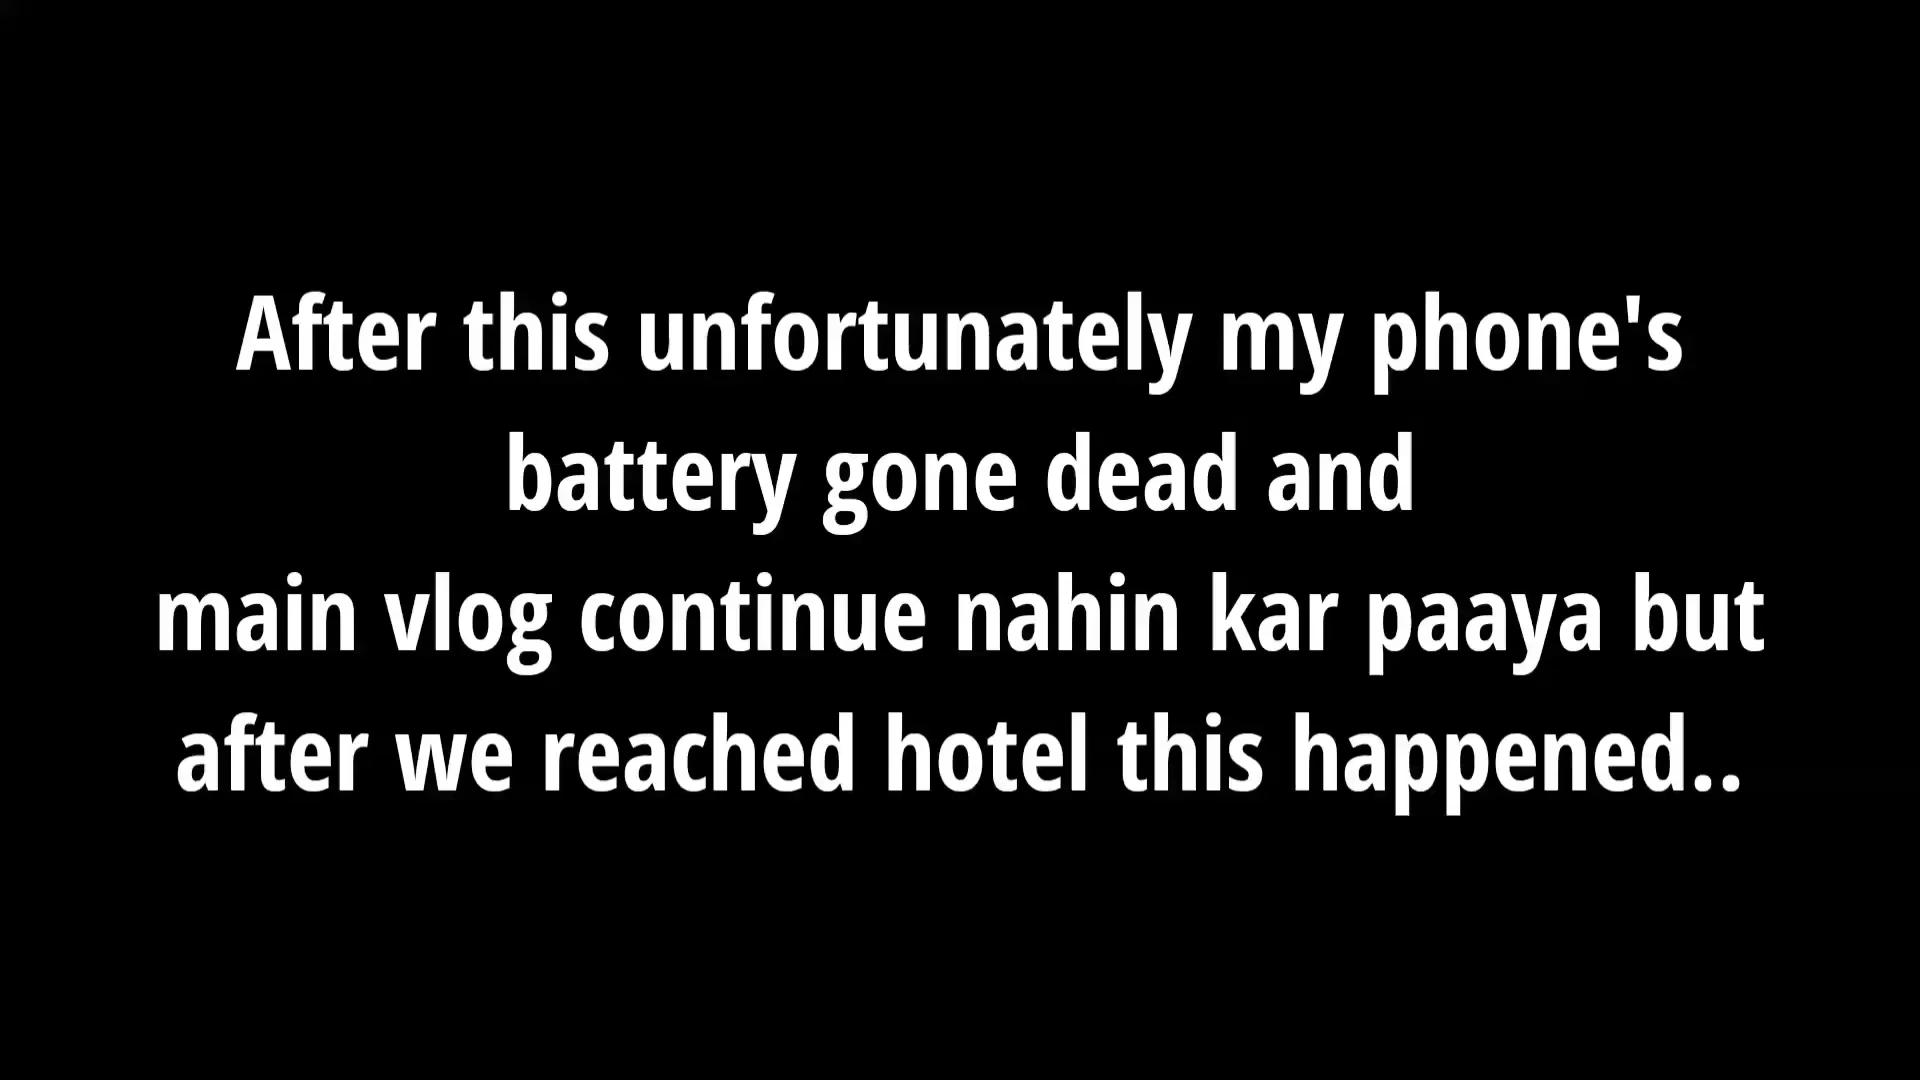 After this unfortunately my phone's
battery gone dead and
main vlog continue nahin kar paaya but
after we reached hotel this happened..